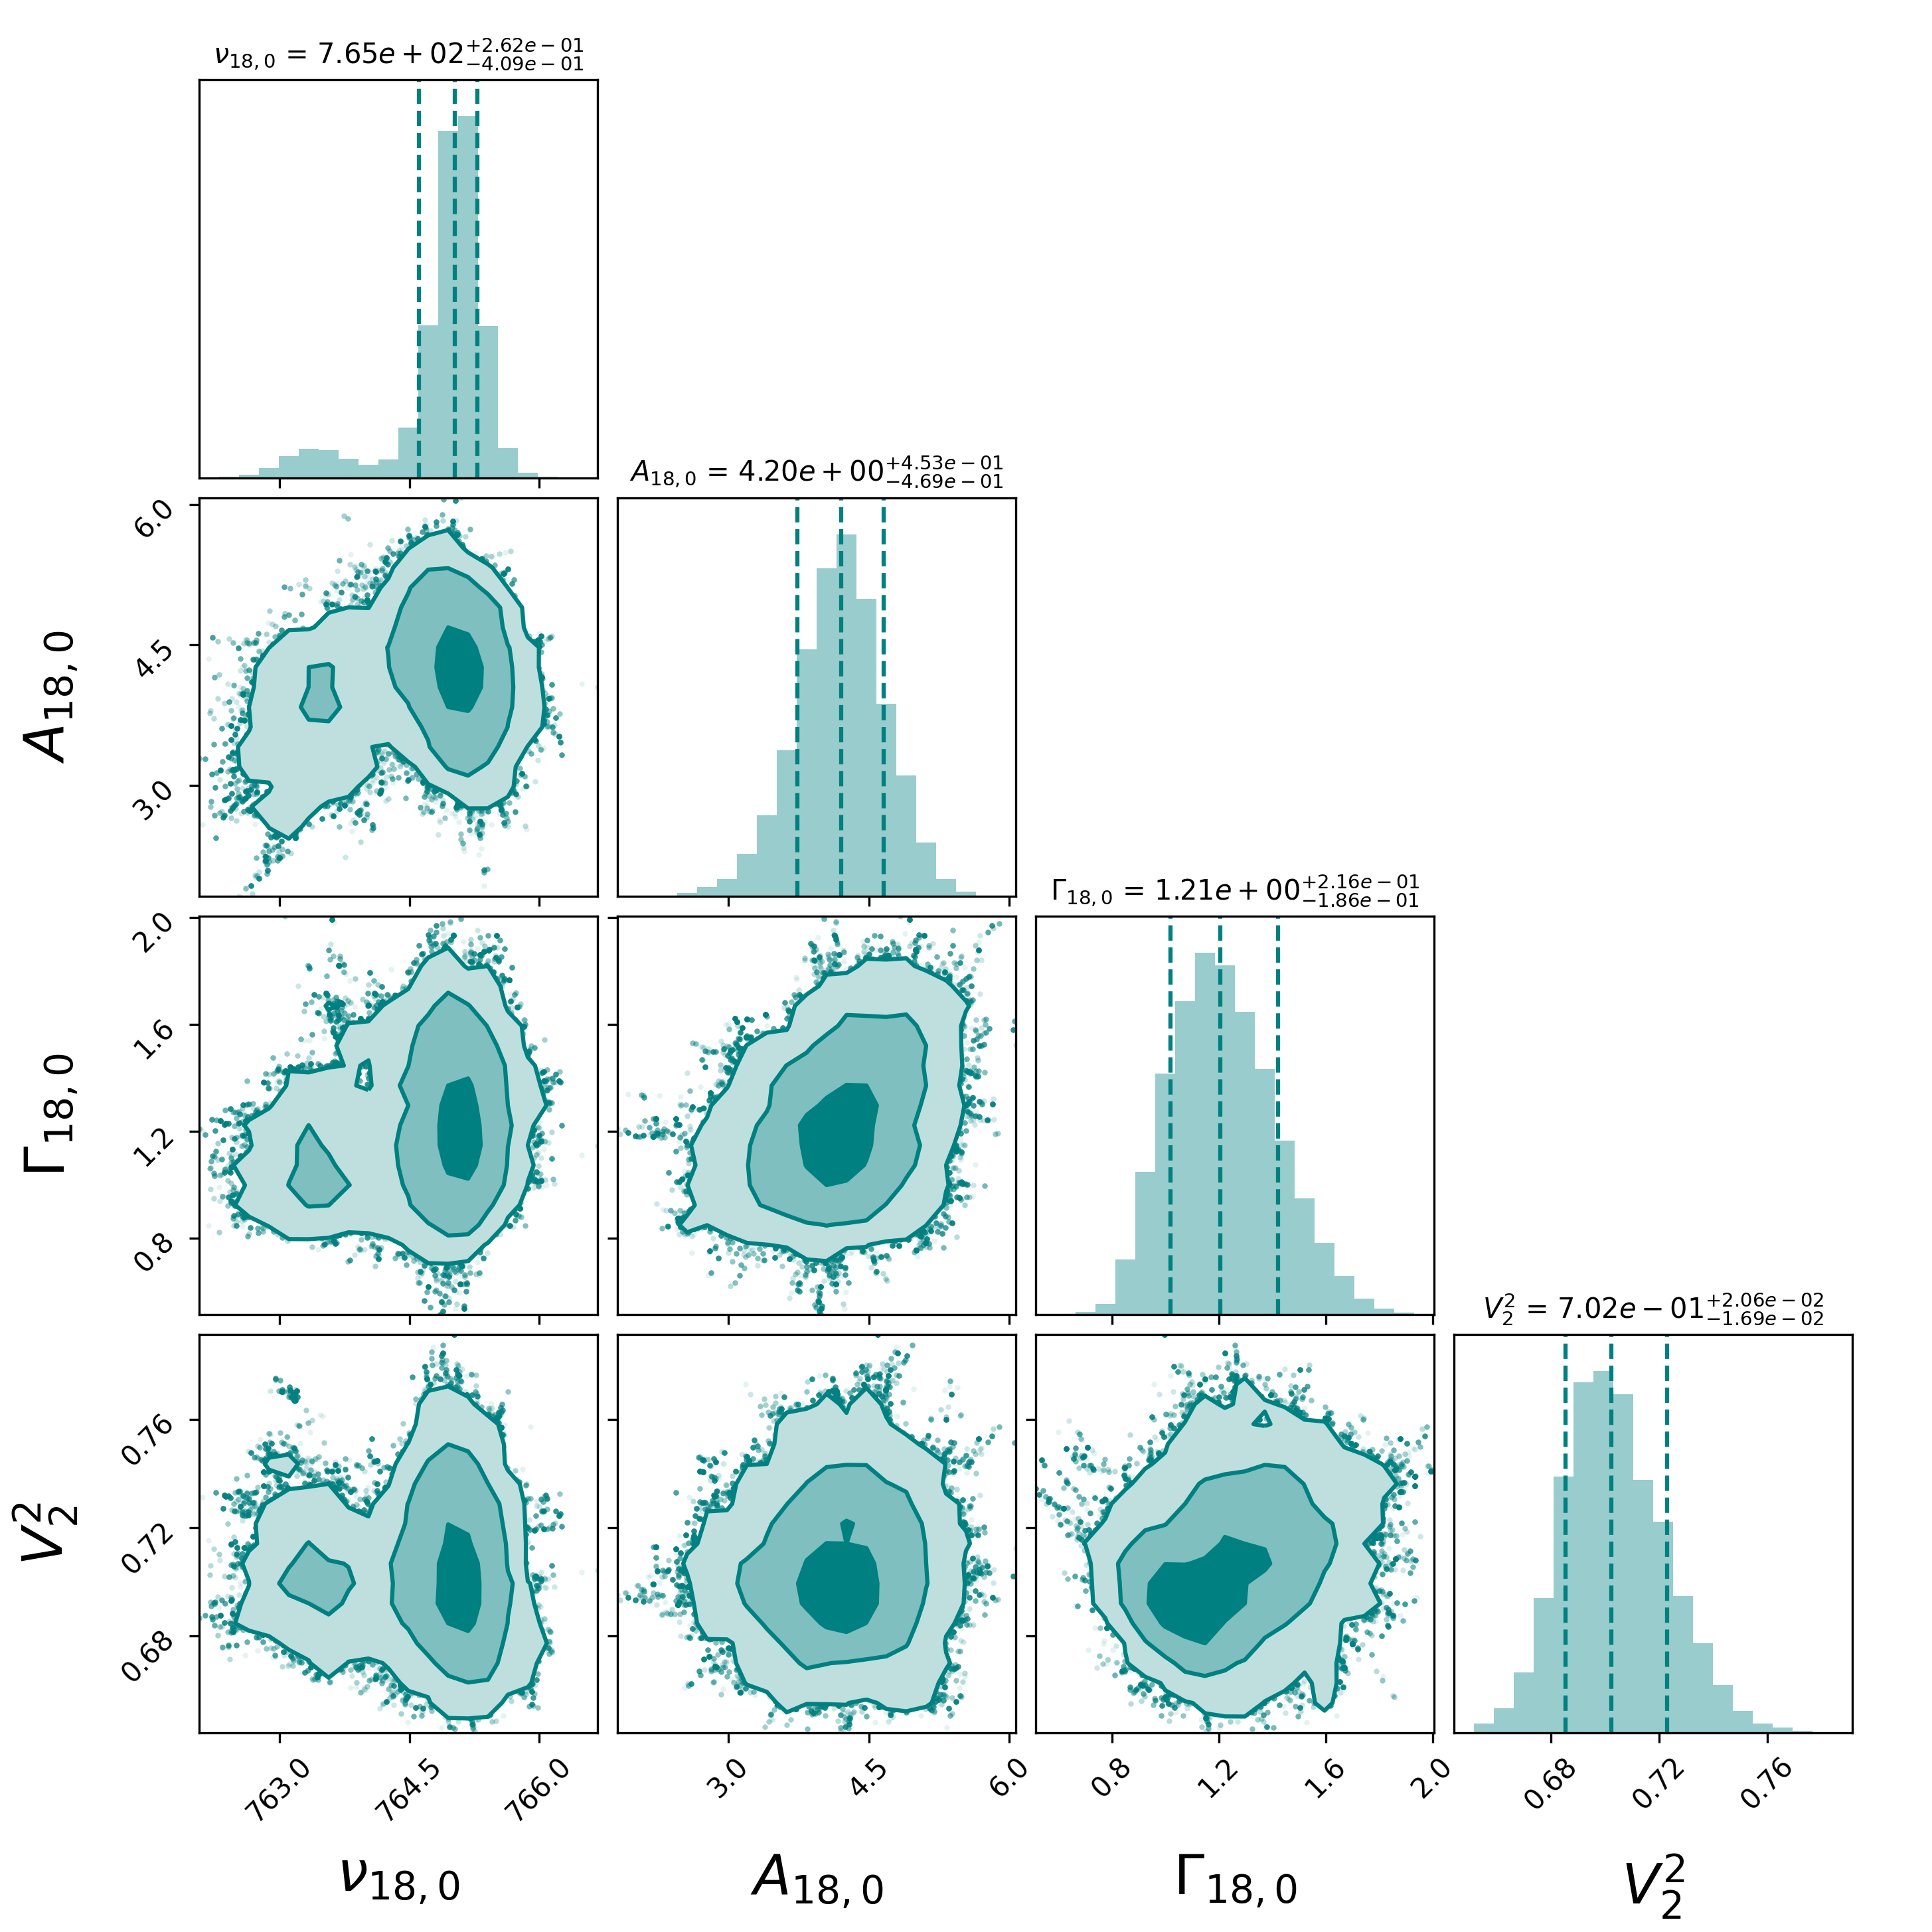 ν₁₈,₀ = 7.65e + 02 +2.62e − 01 −4.09e − 01
A₁₈,₀ = 4.20e + 00 +4.53e − 01 −4.69e − 01
6.0
4.5
3.0
A₁₈,₀
Γ₁₈,₀ = 1.21e + 00 +2.16e − 01 −1.86e − 01
2.0
1.6
1.2
0.8
Γ₁₈,₀
V₂² = 7.02e − 01 +2.06e − 02 −1.69e − 02
0.76
0.72
0.68
V₂²
763.0 764.5 766.0 3.0 4.5 6.0 0.8 1.2 1.6 2.0 0.68 0.72 0.76
ν₁₈,₀ A₁₈,₀ Γ₁₈,₀ V₂²